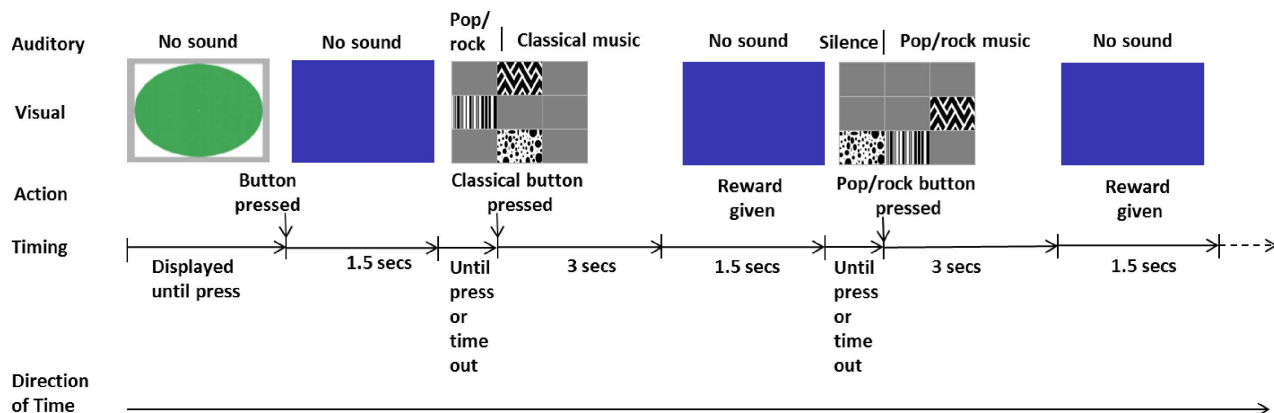 Auditory No sound No sound Pop/ rock | Classical music No sound Silence Pop/rock music No sound
Visual
Action Button pressed Classical button pressed Reward given Pop/rock button pressed Reward given
Timing
Displayed until press 1.5 secs Until press or time out 3 secs 1.5 secs Until press or time out 3 secs 1.5 secs
Direction of Time